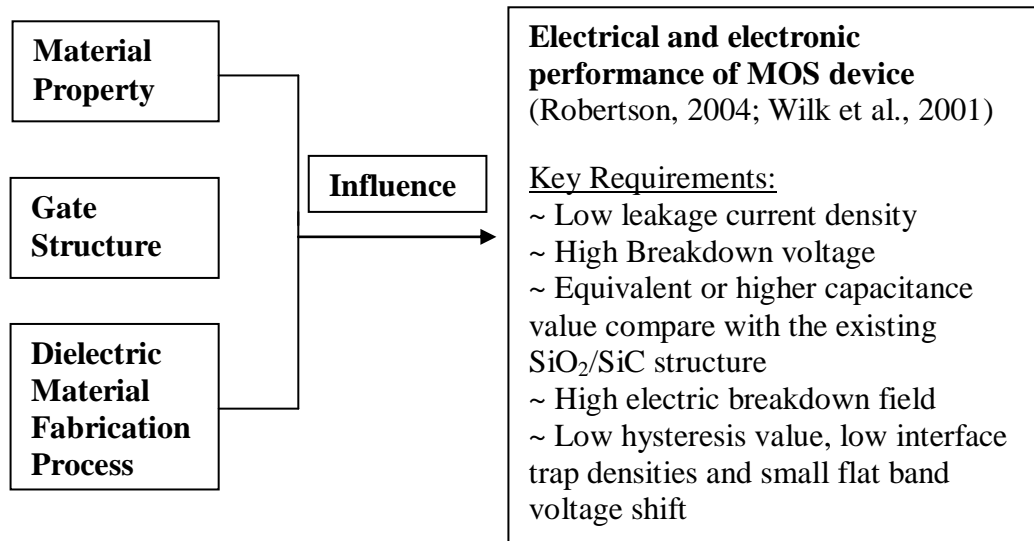 Material
Property
Gate
Structure
Dielectric
Material
Fabrication
Process
Influence
Electrical and electronic
performance of MOS device
(Robertson, 2004; Wilk et al., 2001)
Key Requirements:
~ Low leakage current density
~ High Breakdown voltage
~ Equivalent or higher capacitance
value compare with the existing
SiO₂/SiC structure
~ High electric breakdown field
~ Low hysteresis value, low interface
trap densities and small flat band
voltage shift